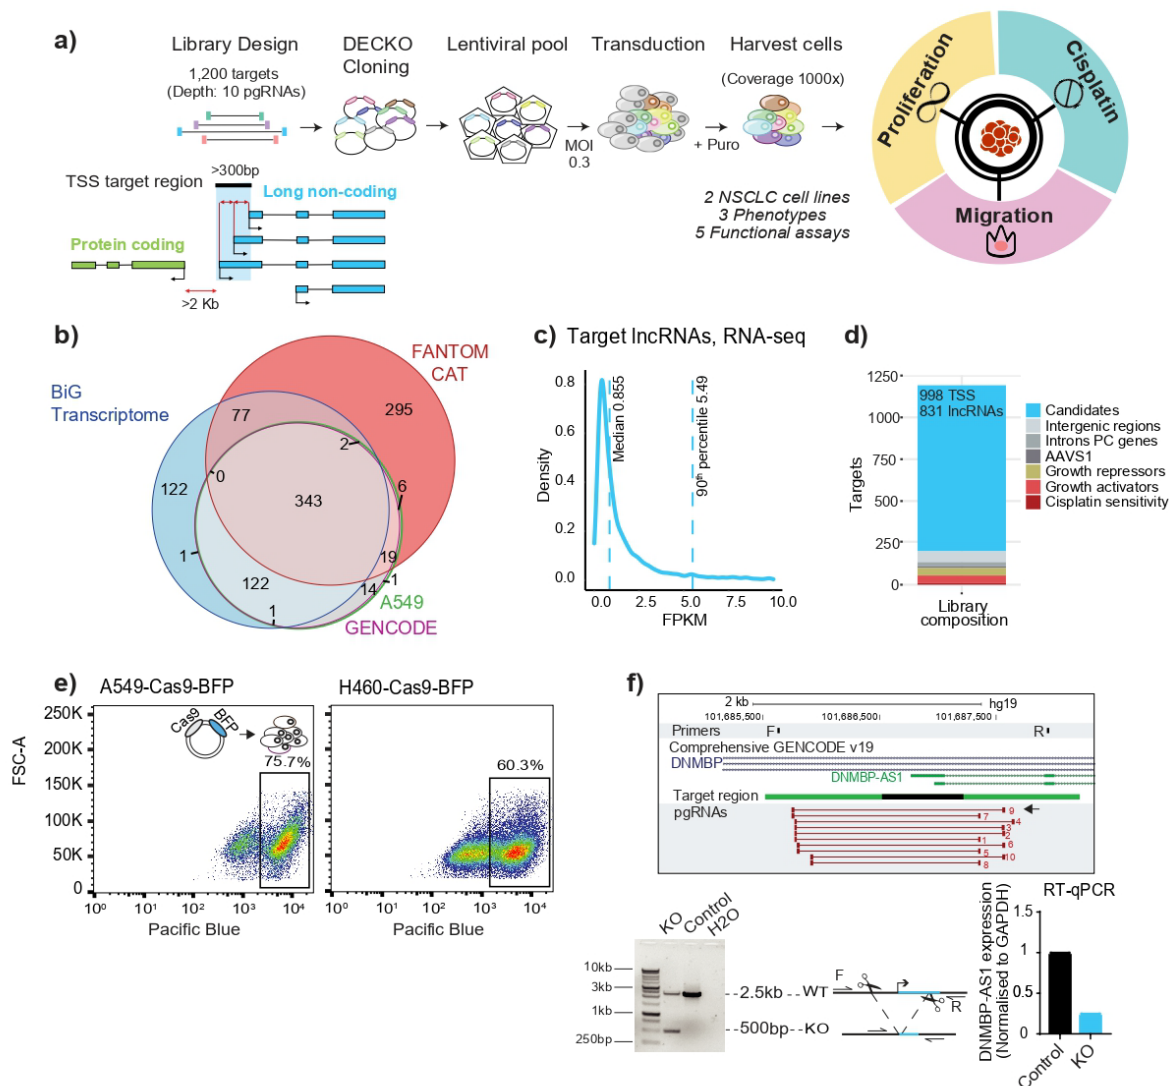 a)
Library Design
1,200 targets
(Depth: 10 pgRNAs)
DECKO
Cloning
Lentiviral pool
Transduction
Harvest cells
(Coverage 1000x)
MOI
0.3
+ Puro
Proliferation
Cisplatin
Migration
>300bp
TSS target region
Long non-coding
Protein coding
>2 Kb
2 NSCLC cell lines
3 Phenotypes
5 Functional assays
b)
BiG
Transcriptome
FANTOM
CAT
77
295
2
0
6
122
343
1
19
122
14
1
1
A549
GENCODE
c)
Target lncRNAs, RNA-seq
Density
0.8
0.6
0.4
0.2
0.0
Median 0.855
90th percentile 5.49
0.0
2.5
5.0
7.5
10.0
FPKM
d)
Targets
1250
1000
750
500
250
0
998 TSS
831 lncRNAs
Library
composition
Candidates
Intergenic regions
Introns PC genes
AAVS1
Growth repressors
Growth activators
Cisplatin sensitivity
e)
A549-Cas9-BFP
H460-Cas9-BFP
FSC-A
250K
200K
150K
100K
50K
0
Cas9
BFP
75.7%
60.3%
10⁰
10¹
10²
10³
10⁴
Pacific Blue
10⁰
10¹
10²
10³
10⁴
Pacific Blue
f)
2 kb
hg19
101,685,500
101,686,500
101,687,500
Primers
F
R
Comprehensive GENCODE v19
DNMBP
DNMBP-AS1
Target region
pgRNAs
9
7
4
3
2
1
6
5
10
8
KO
Control
H2O
10kb
3kb
1kb
250bp
2.5kb
WT
500bp
KO
F
R
RT-qPCR
DNMBP-AS1 expression
(Normalised to GAPDH)
1.5
1
0.5
0
Control
KO